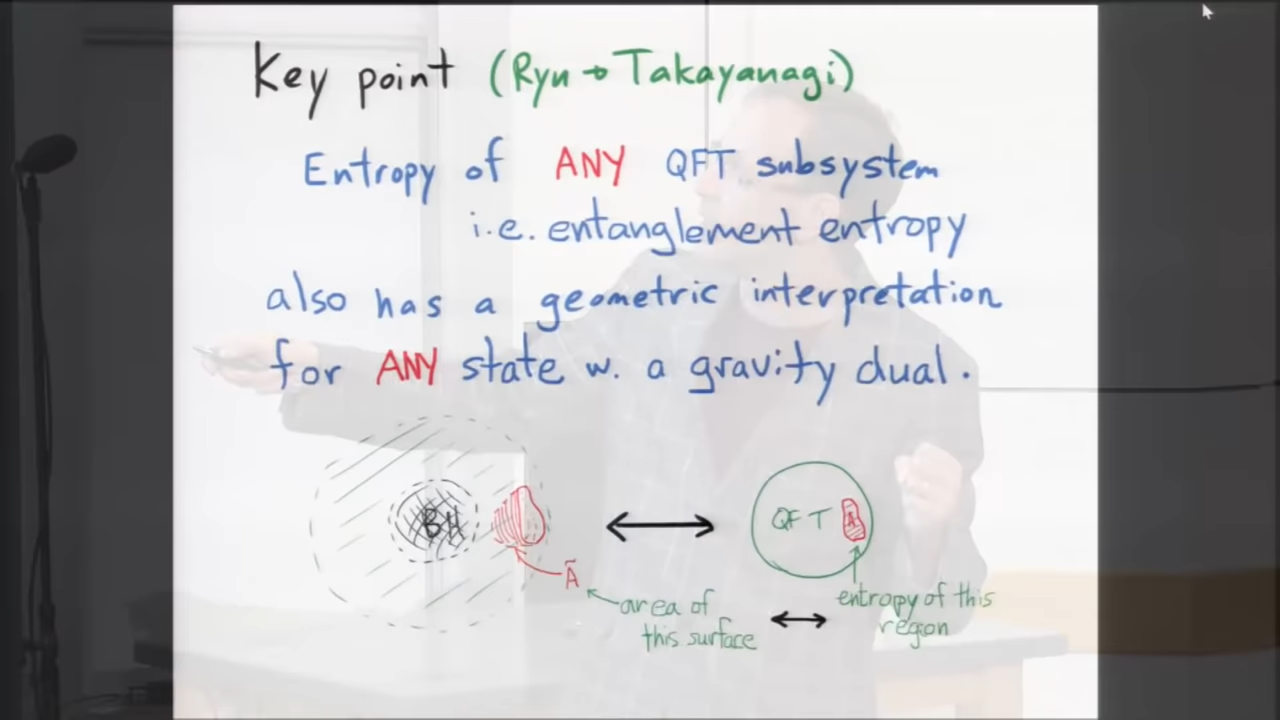 Key point (Ryu → Takayanagi)
Entropy of ANY QFT subsystem
i.e. entanglement entropy
also has a geometric interpretation
for ANY state w. a gravity dual.
BH
QFT A
Ã
area of
this surface
entropy of this
region